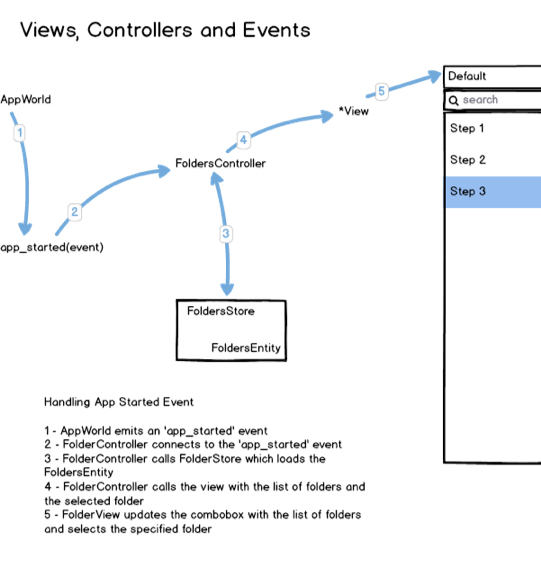 Views, Controllers and Events
5
Default
search
AppWorld
*View
1
4
Step 1
Step 2
FoldersController
Step 3
2
3
app_started(event)
FoldersStore
FoldersEntity
Handling App Started Event
1 - AppWorld emits an 'app_started' event
2 - FolderController connects to the 'app_started' event
3 - FolderController calls FolderStore which loads the
FoldersEntity
4 - FolderController calls the view with the list of folders and
the selected folder
5 - FolderView updates the combobox with the list of folders
and selects the specified folder